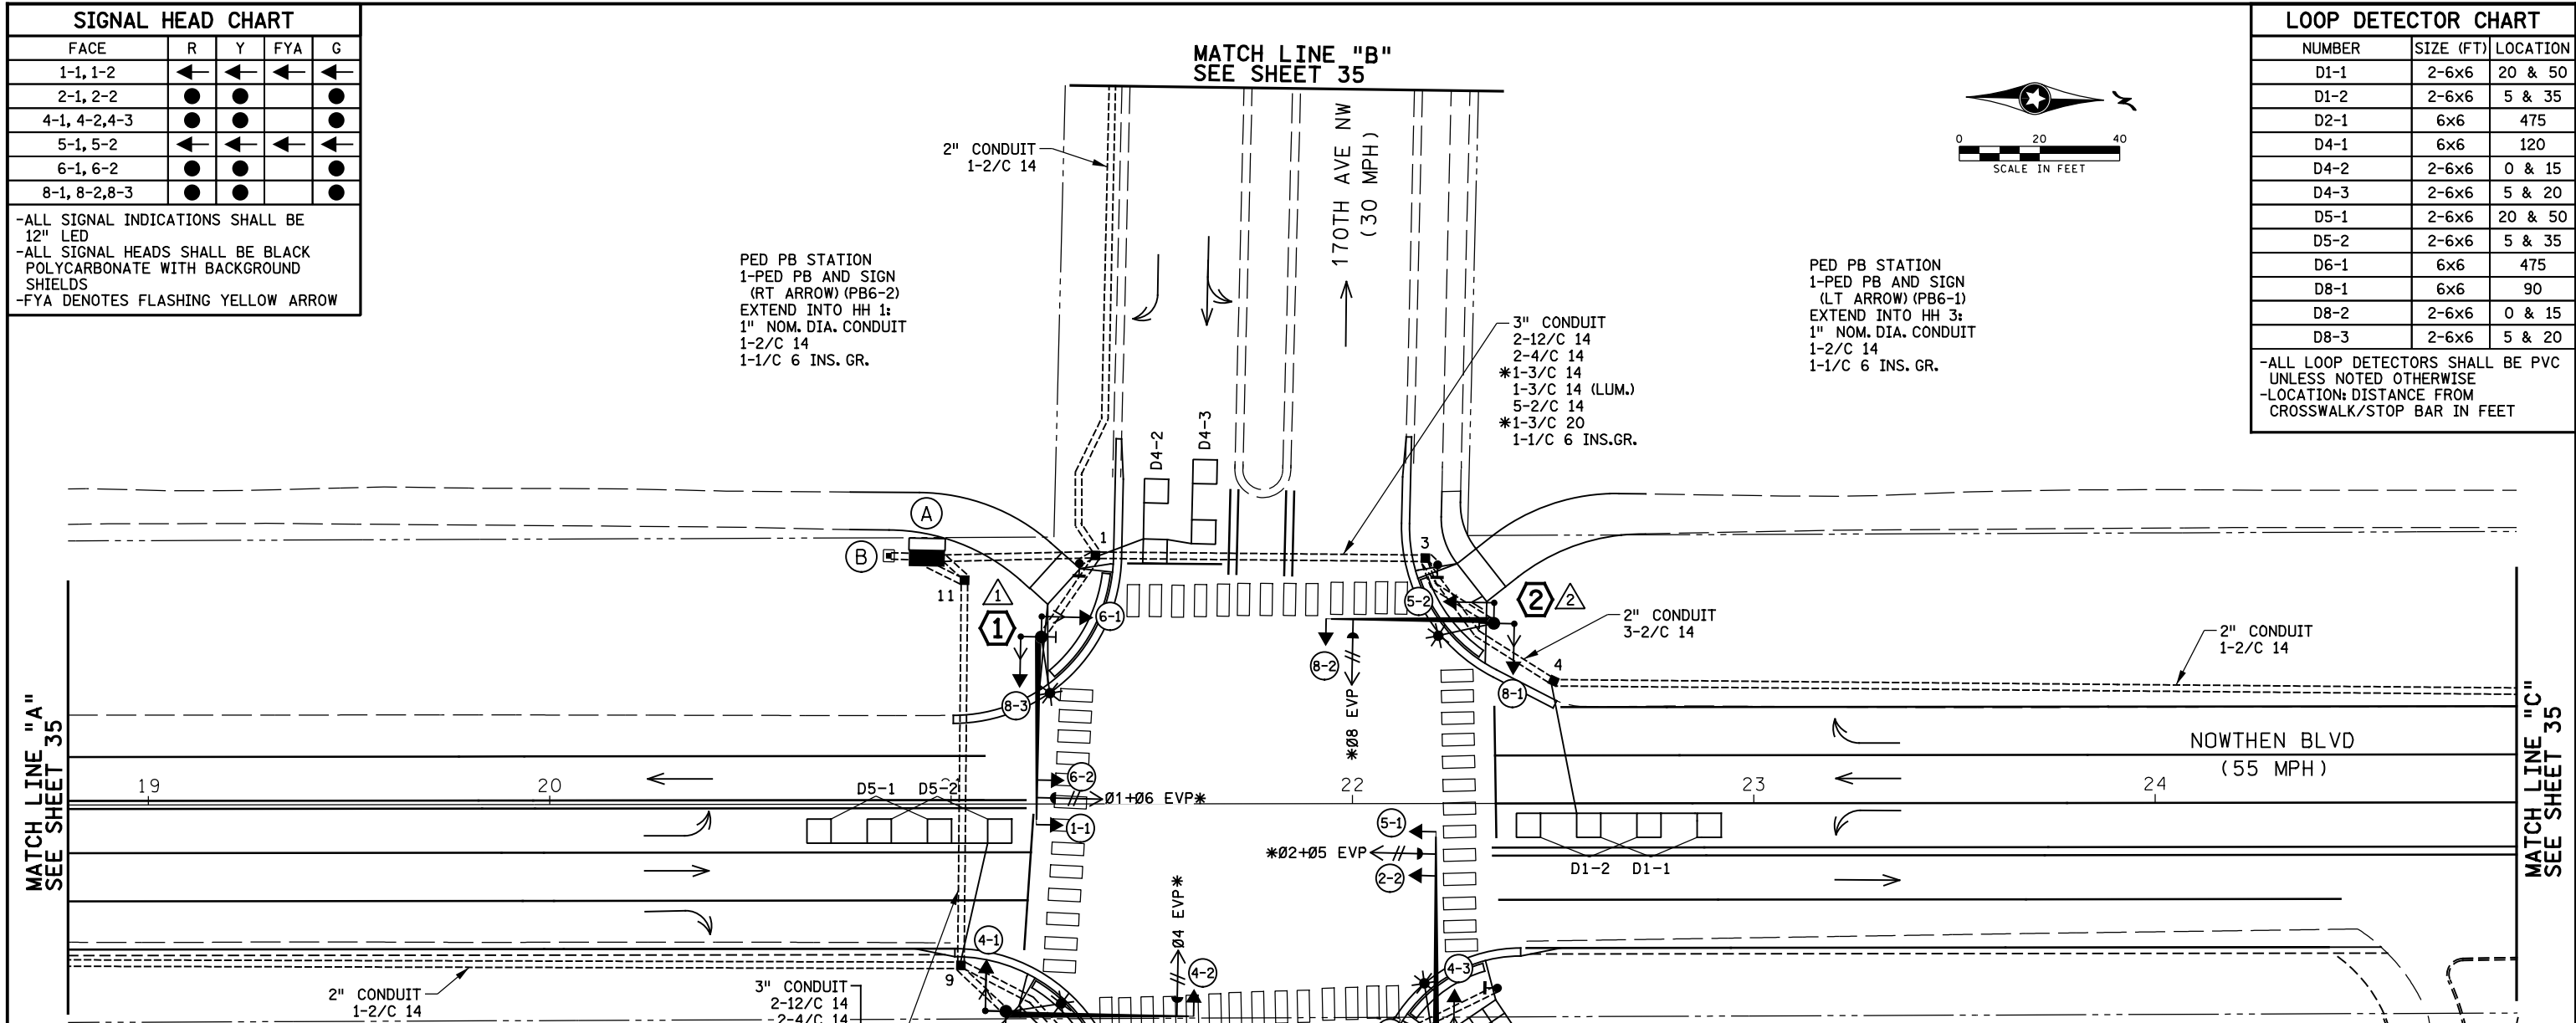 SIGNAL HEAD CHART
FACE R Y FYA G
1-1, 1-2
2-1, 2-2
4-1, 4-2,4-3
5-1, 5-2
6-1, 6-2
8-1, 8-2,8-3
-ALL SIGNAL INDICATIONS SHALL BE
12" LED
-ALL SIGNAL HEADS SHALL BE BLACK
POLYCARBONATE WITH BACKGROUND
SHIELDS
-FYA DENOTES FLASHING YELLOW ARROW
MATCH LINE "B"
SEE SHEET 35
LOOP DETECTOR CHART
NUMBER SIZE (FT) LOCATION
D1-1 2-6x6 20 & 50
D1-2 2-6x6 5 & 35
D2-1 6x6 475
D4-1 6x6 120
D4-2 2-6x6 0 & 15
D4-3 2-6x6 5 & 20
D5-1 2-6x6 20 & 50
D5-2 2-6x6 5 & 35
D6-1 6x6 475
D8-1 6x6 90
D8-2 2-6x6 0 & 15
D8-3 2-6x6 5 & 20
-ALL LOOP DETECTORS SHALL BE PVC
UNLESS NOTED OTHERWISE
-LOCATION: DISTANCE FROM
CROSSWALK/STOP BAR IN FEET
0 20 40
SCALE IN FEET
2" CONDUIT
1-2/C 14
170TH AVE NW
(30 MPH)
PED PB STATION
1-PED PB AND SIGN
(RT ARROW) (PB6-2)
EXTEND INTO HH 1:
1" NOM. DIA. CONDUIT
1-2/C 14
1-1/C 6 INS. GR.
3" CONDUIT
2-12/C 14
2-4/C 14
*1-3/C 14
1-3/C 14 (LUM.)
5-2/C 14
*1-3/C 20
1-1/C 6 INS.GR.
PED PB STATION
1-PED PB AND SIGN
(LT ARROW) (PB6-1)
EXTEND INTO HH 3:
1" NOM. DIA. CONDUIT
1-2/C 14
1-1/C 6 INS. GR.
D4-2
D4-3
A
B
1
3
11
1
1
6-1
5-2
2
2
2" CONDUIT
3-2/C 14
2" CONDUIT
1-2/C 14
8-2
4
8-1
8-3
*Ø8 EVP
MATCH LINE "A"
SEE SHEET 35
MATCH LINE "C"
SEE SHEET 35
NOWTHEN BLVD
(55 MPH)
19
20
22
23
24
D5-1 D5-2
6-2
Ø1+Ø6 EVP*
1-1
5-1
*Ø2+Ø5 EVP
2-2
D1-2 D1-1
Ø4 EVP*
4-1
4-2
4-3
9
2" CONDUIT
1-2/C 14
3" CONDUIT
2-12/C 14
2-4/C 14